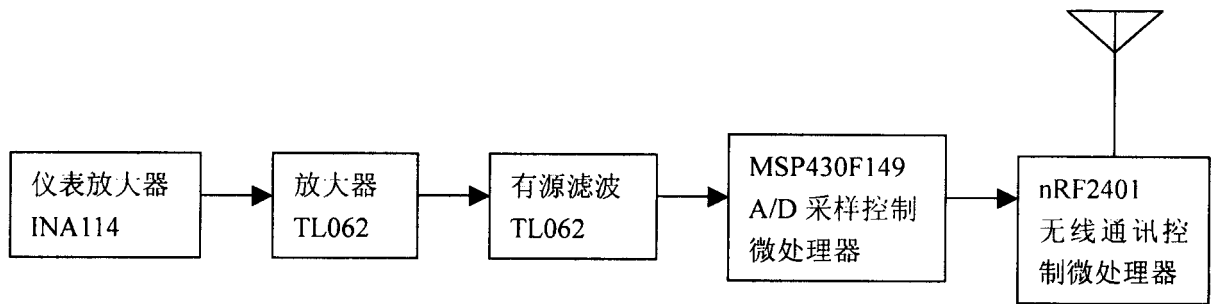 仪表放大器
INA114
放大器
TL062
有源滤波
TL062
MSP430F149
A/D 采样控制
微处理器
nRF2401
无线通讯控
制微处理器